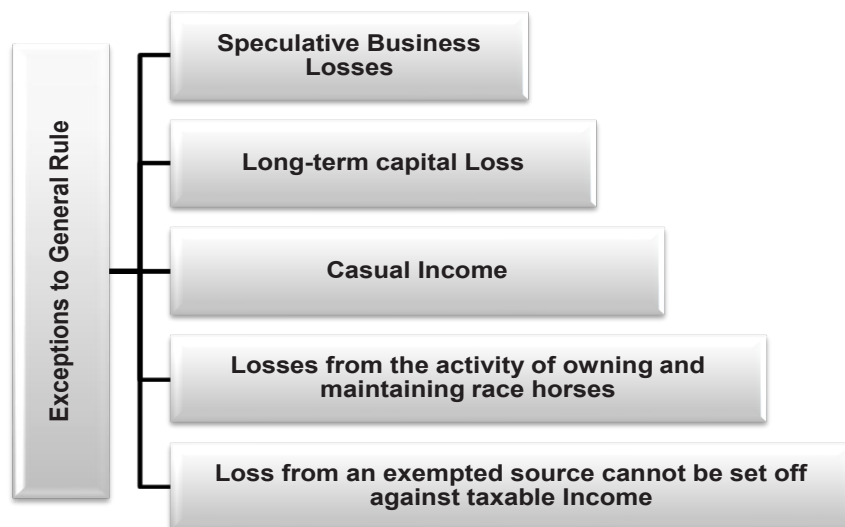 Exceptions to General Rule
Speculative Business
Losses
Long-term capital Loss
Casual Income
Losses from the activity of owning and
maintaining race horses
Loss from an exempted source cannot be set off
against taxable Income